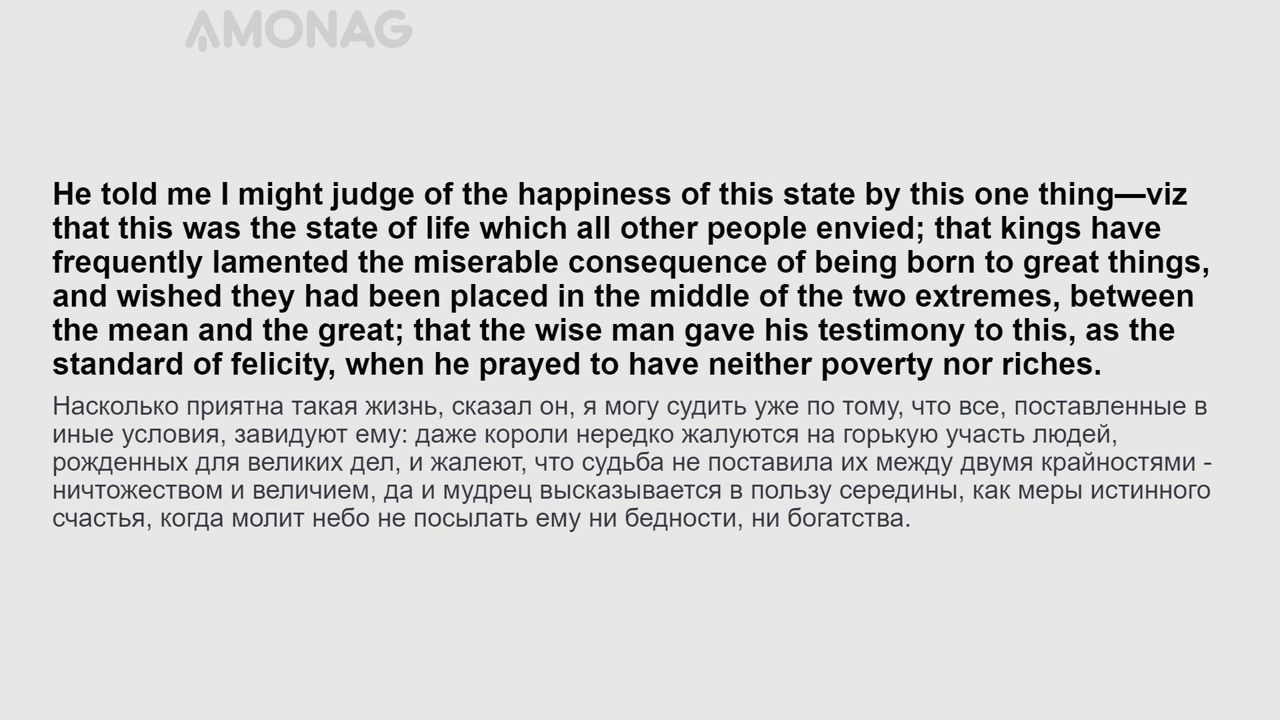 AMONAG
He told me I might judge of the happiness of this state by this one thing—viz
that this was the state of life which all other people envied; that kings have
frequently lamented the miserable consequence of being born to great things,
and wished they had been placed in the middle of the two extremes, between
the mean and the great; that the wise man gave his testimony to this, as the
standard of felicity, when he prayed to have neither poverty nor riches.
Насколько приятна такая жизнь, сказал он, я могу судить уже по тому, что все, поставленные в
иные условия, завидуют ему: даже короли нередко жалуются на горькую участь людей,
рожденных для великих дел, и жалеют, что судьба не поставила их между двумя крайностями -
ничтожеством и величием, да и мудрец высказывается в пользу середины, как меры истинного
счастья, когда молит небо не посылать ему ни бедности, ни богатства.